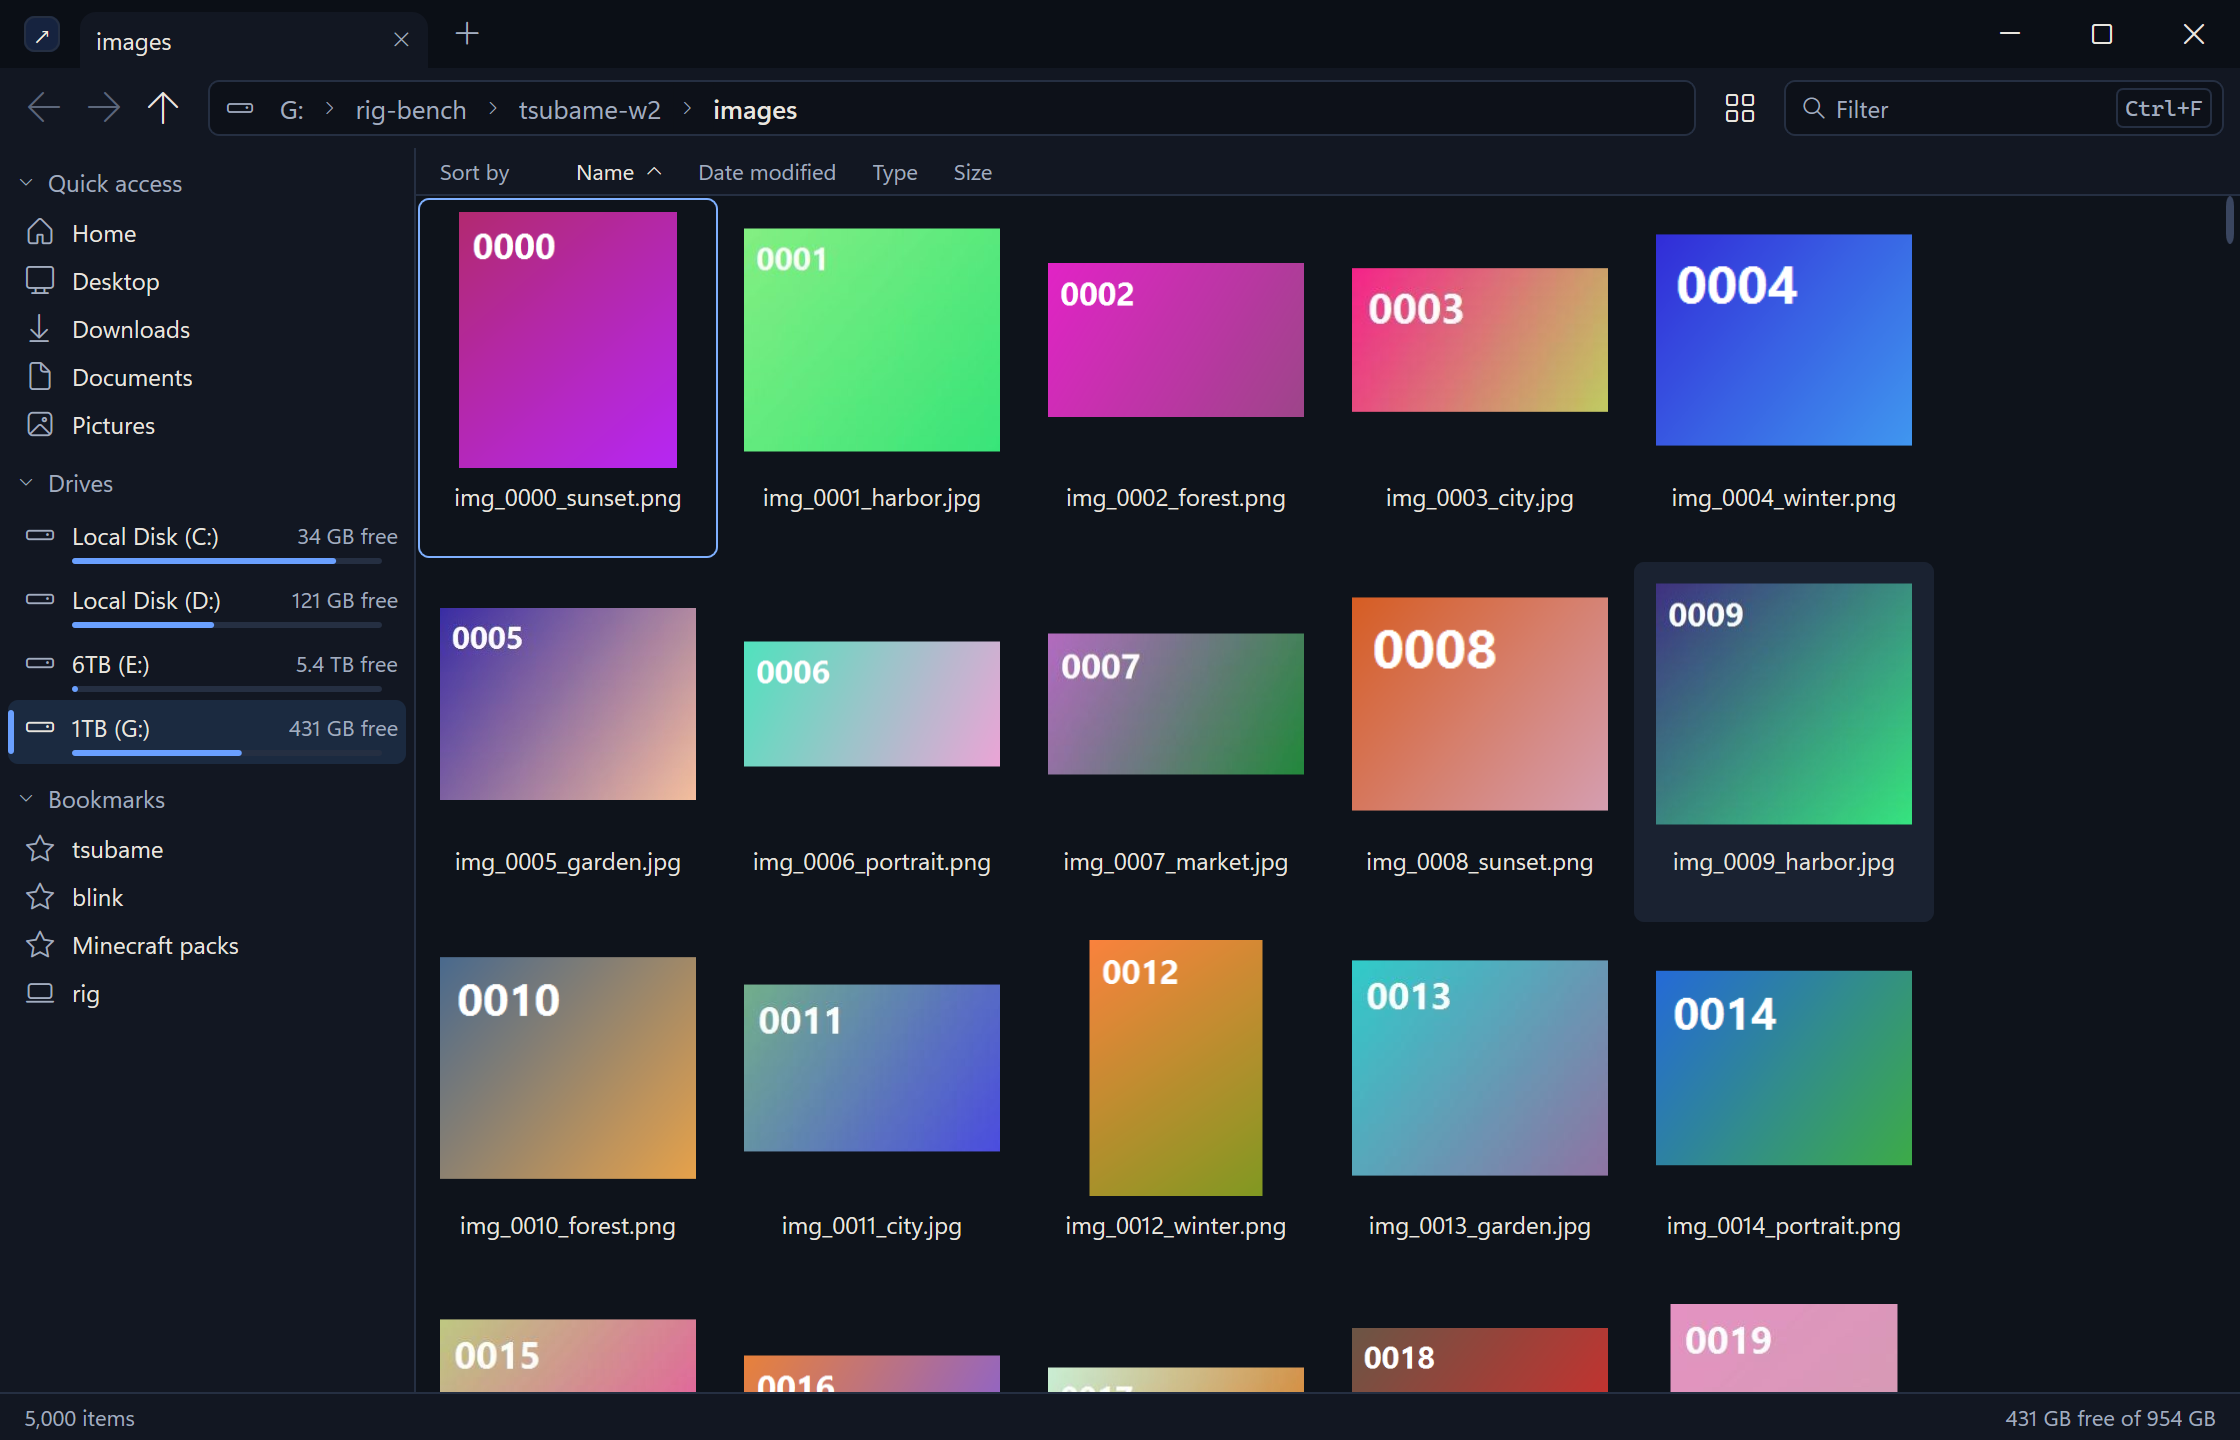 images
G: rig-bench tsubame-w2 images
Filter
Ctrl+F
Quick access
Home
Desktop
Downloads
Documents
Pictures
Drives
Local Disk (C:) 34 GB free
Local Disk (D:) 121 GB free
6TB (E:) 5.4 TB free
1TB (G:) 431 GB free
Bookmarks
tsubame
blink
Minecraft packs
rig
Sort by Name Date modified Type Size
0000
0001
0002
0003
0004
img_0000_sunset.png
img_0001_harbor.jpg
img_0002_forest.png
img_0003_city.jpg
img_0004_winter.png
0005
0006
0007
0008
0009
img_0005_garden.jpg
img_0006_portrait.png
img_0007_market.jpg
img_0008_sunset.png
img_0009_harbor.jpg
0010
0011
0012
0013
0014
img_0010_forest.png
img_0011_city.jpg
img_0012_winter.png
img_0013_garden.jpg
img_0014_portrait.png
0015
0016
0017
0018
0019
5,000 items
431 GB free of 954 GB